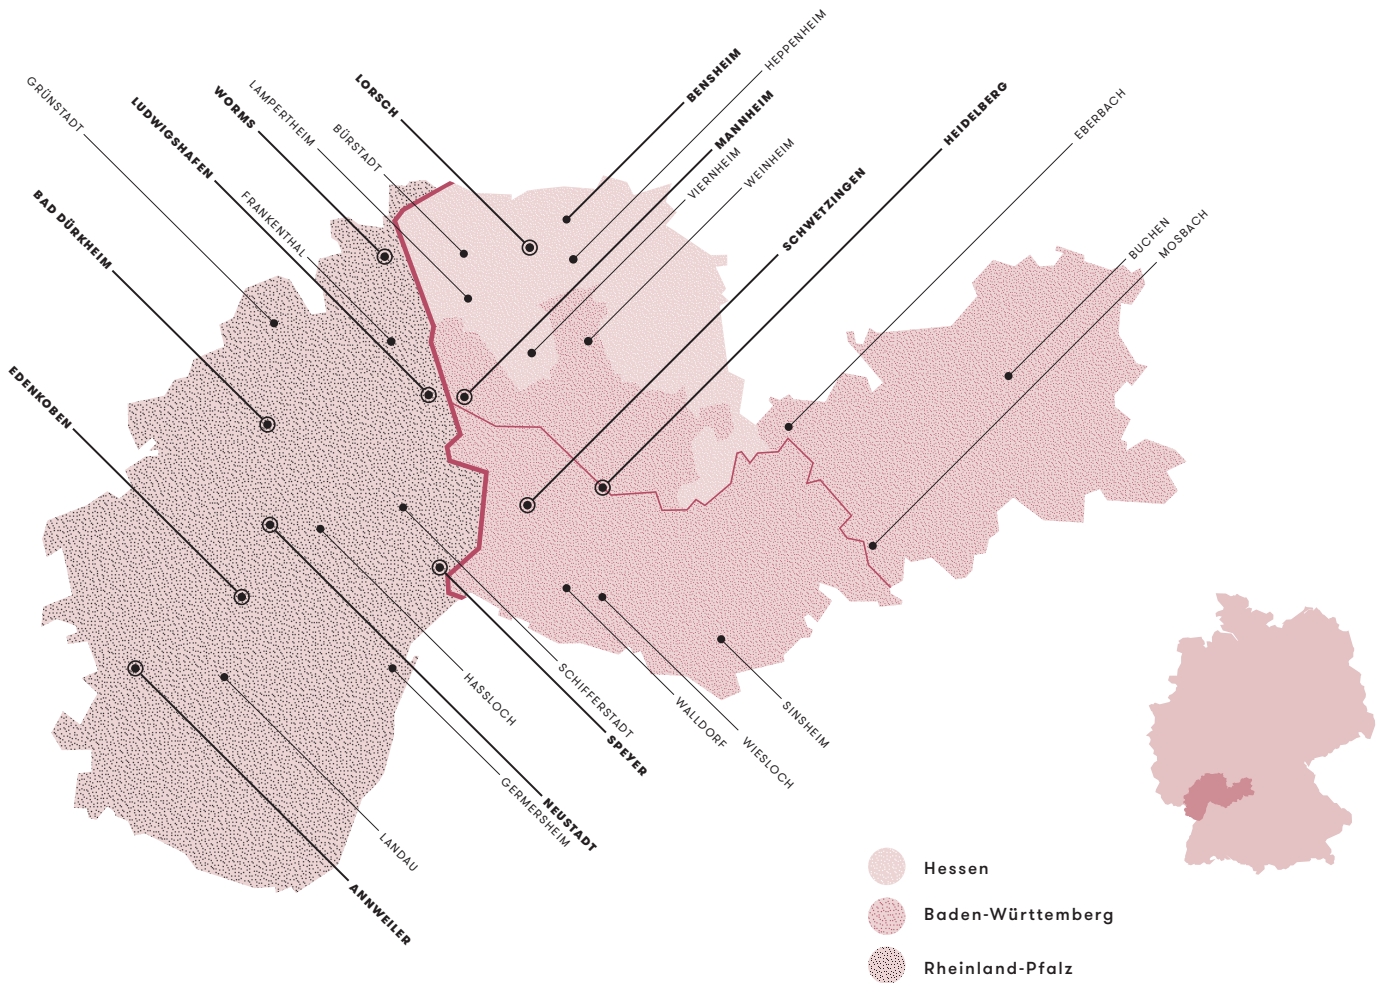 GRÜNSTADT
BAD DÜRKHEIM
EDENKOBEN
LUDWIGSHAFEN
WORMS
LAMPERTHEIM
FRANKENTHAL
BÜRSTADT
LORSCH
BENSHEIM
HEPPENHEIM
MANNHEIM
VIERNHEIM
WEINHEIM
SCHWETZINGEN
HEIDELBERG
EBERBACH
BUCHEN
MOSBACH
HASSLOCH
SCHIFFERSTADT
SPEYER
WALLDORF
WIESLOCH
SINSHEIM
GERMERSHEIM
NEUSTADT
LANDAU
ANNWEILER
Hessen
Baden-Württemberg
Rheinland-Pfalz